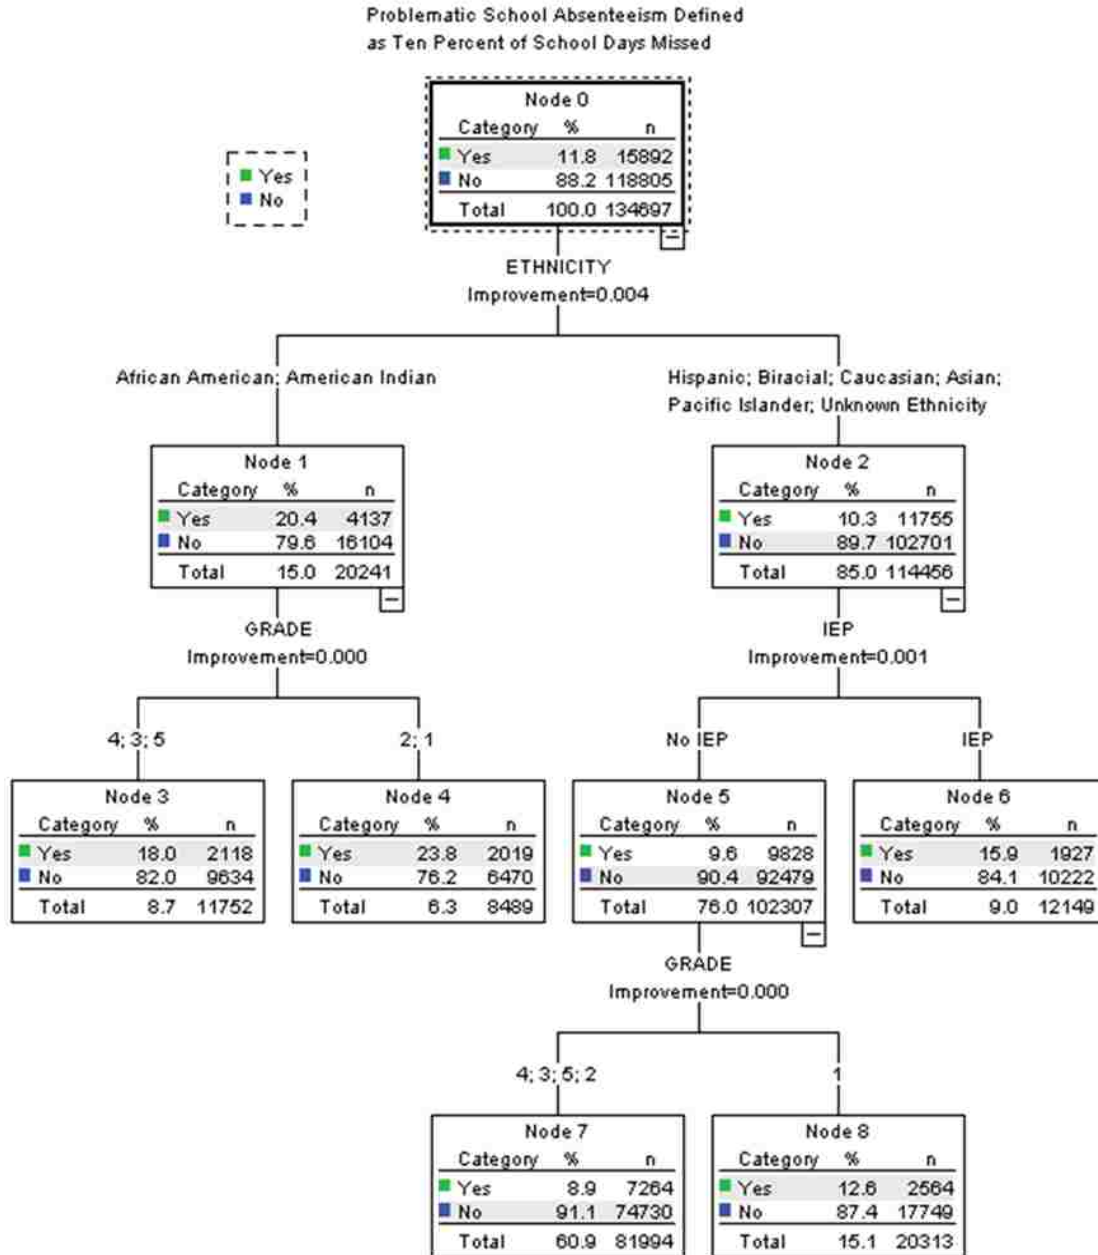 Problematic School Absenteeism Defined
as Ten Percent of School Days Missed
Yes
No
Node 0
Category % n
Yes 11.8 15892
No 88.2 118805
Total 100.0 134697
ETHNICITY
Improvement=0.004
African American; American Indian
Hispanic; Biracial; Caucasian; Asian;
Pacific Islander; Unknown Ethnicity
Node 1
Category % n
Yes 20.4 4137
No 79.6 16104
Total 15.0 20241
Node 2
Category % n
Yes 10.3 11755
No 89.7 102701
Total 85.0 114456
GRADE
Improvement=0.000
IEP
Improvement=0.001
4; 3; 5
2; 1
No IEP
IEP
Node 3
Category % n
Yes 18.0 2118
No 82.0 9634
Total 8.7 11752
Node 4
Category % n
Yes 23.8 2019
No 76.2 6470
Total 6.3 8489
Node 5
Category % n
Yes 9.6 9828
No 90.4 92479
Total 76.0 102307
Node 6
Category % n
Yes 15.9 1927
No 84.1 10222
Total 9.0 12149
GRADE
Improvement=0.000
4; 3; 5; 2
1
Node 7
Category % n
Yes 8.9 7264
No 91.1 74730
Total 60.9 81994
Node 8
Category % n
Yes 12.6 2564
No 87.4 17749
Total 15.1 20313